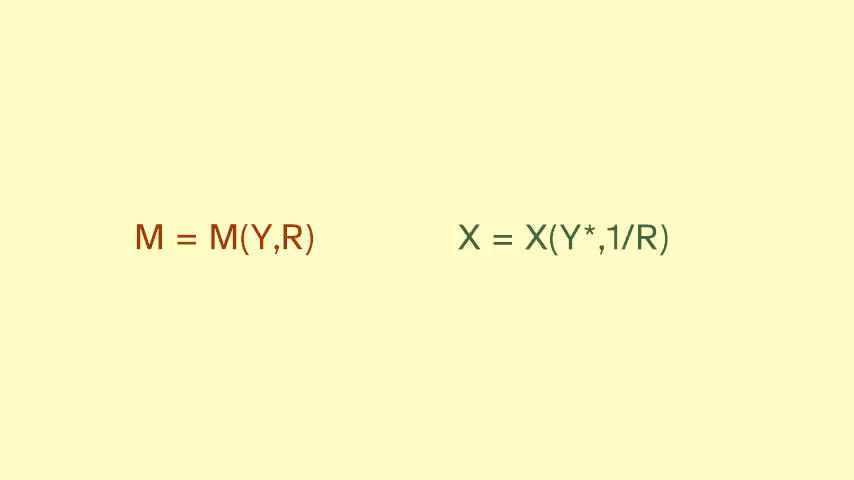 M = M(Y,R) X = X(Y*,1/R)